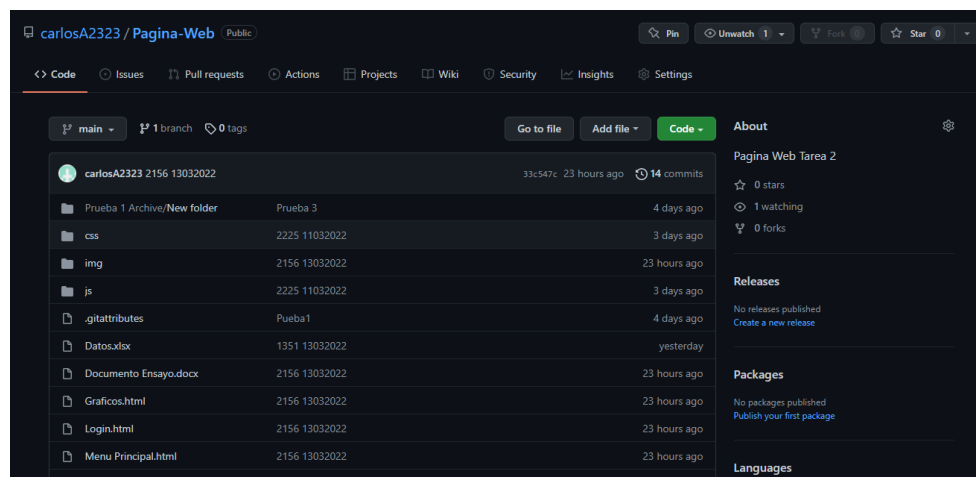 carlosA2323 / Pagina-Web Public
Pin Unwatch 1 Fork 0 Star 0
<> Code Issues Pull requests Actions Projects Wiki Security Insights Settings
main 1 branch 0 tags Go to file Add file Code
carlosA2323 2156 13032022 33c547c 23 hours ago 14 commits
Prueba 1 Archive/New folder Prueba 3 4 days ago
css 2225 11032022 3 days ago
img 2156 13032022 23 hours ago
js 2225 11032022 3 days ago
.gitattributes Pueba1 4 days ago
Datos.xlsx 1351 13032022 yesterday
Documento Ensayo.docx 2156 13032022 23 hours ago
Graficos.html 2156 13032022 23 hours ago
Login.html 2156 13032022 23 hours ago
Menu Principal.html 2156 13032022 23 hours ago
About
Pagina Web Tarea 2
0 stars
1 watching
0 forks
Releases
No releases published
Create a new release
Packages
No packages published
Publish your first package
Languages